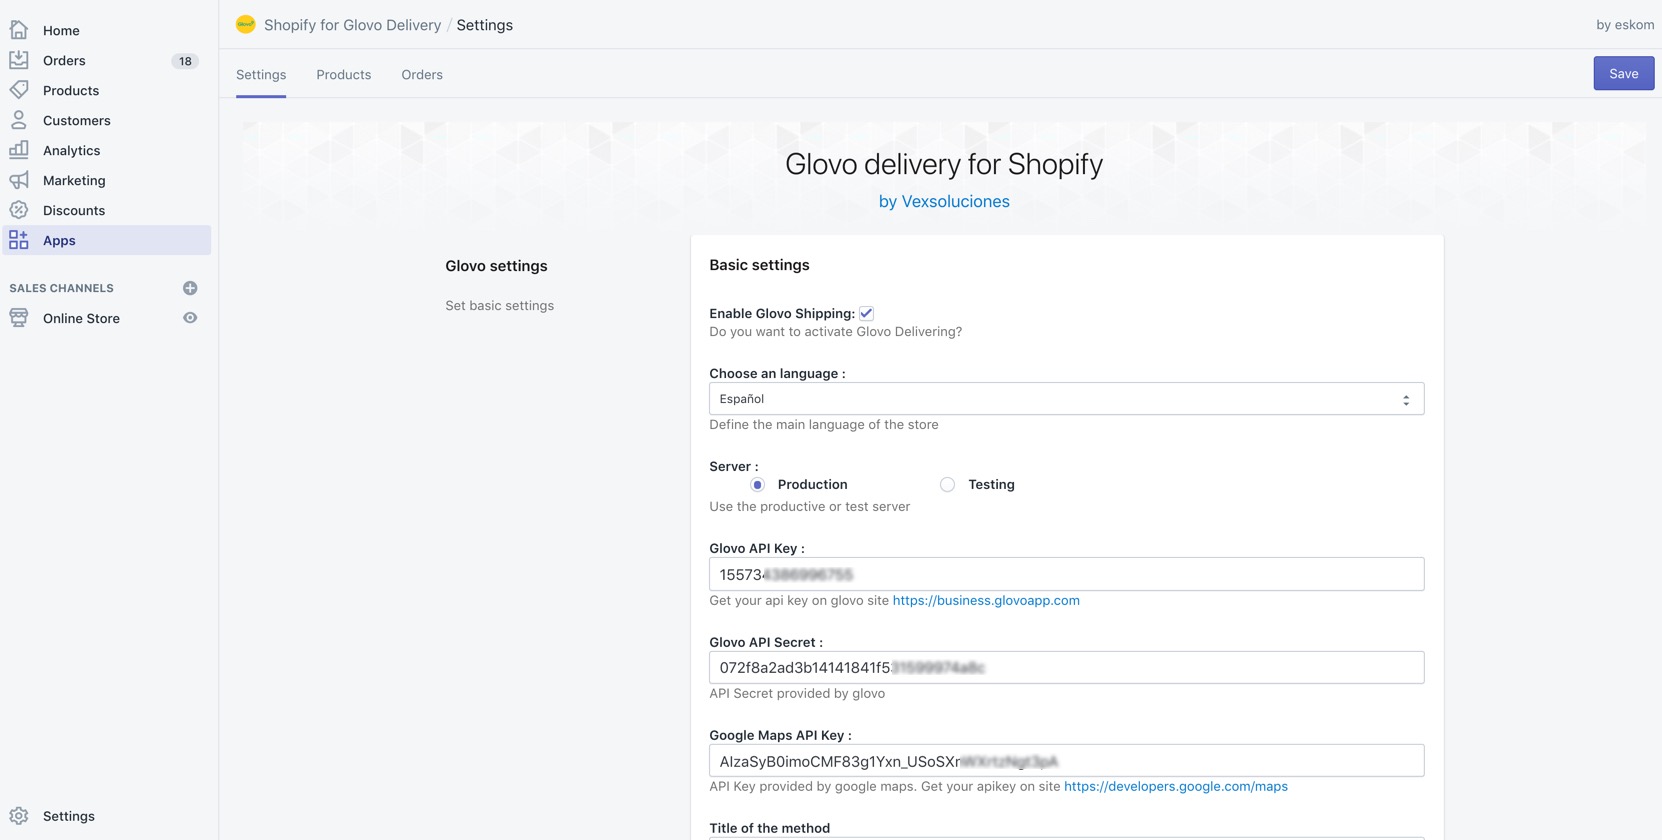 Home
Orders 18
Products
Customers
Analytics
Marketing
Discounts
Apps
SALES CHANNELS
Online Store
Settings
Shopify for Glovo Delivery / Settings
by eskom
Settings Products Orders
Save
Glovo delivery for Shopify
by Vexsoluciones
Glovo settings
Set basic settings
Basic settings
Enable Glovo Shipping:
Do you want to activate Glovo Delivering?
Choose an language :
Español
Define the main language of the store
Server :
Production Testing
Use the productive or test server
Glovo API Key :
15573
Get your api key on glovo site https://business.glovoapp.com
Glovo API Secret :
072f8a2ad3b14141841f5
API Secret provided by glovo
Google Maps API Key :
AIzaSyB0imoCMF83g1Yxn_USoSXr
API Key provided by google maps. Get your apikey on site https://developers.google.com/maps
Title of the method